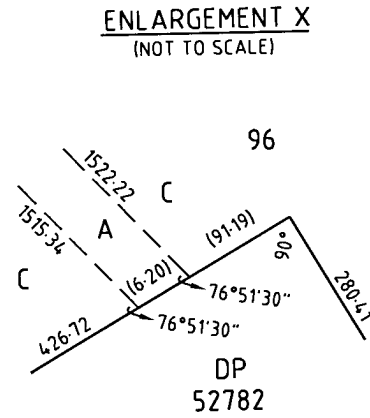 ENLARGEMENT X
(NOT TO SCALE)
96
1522·22
C
1515·34
A
(91·19)
90°
C
(6·20)
76°51'30"
280·41
426·72
76°51'30"
DP
52782